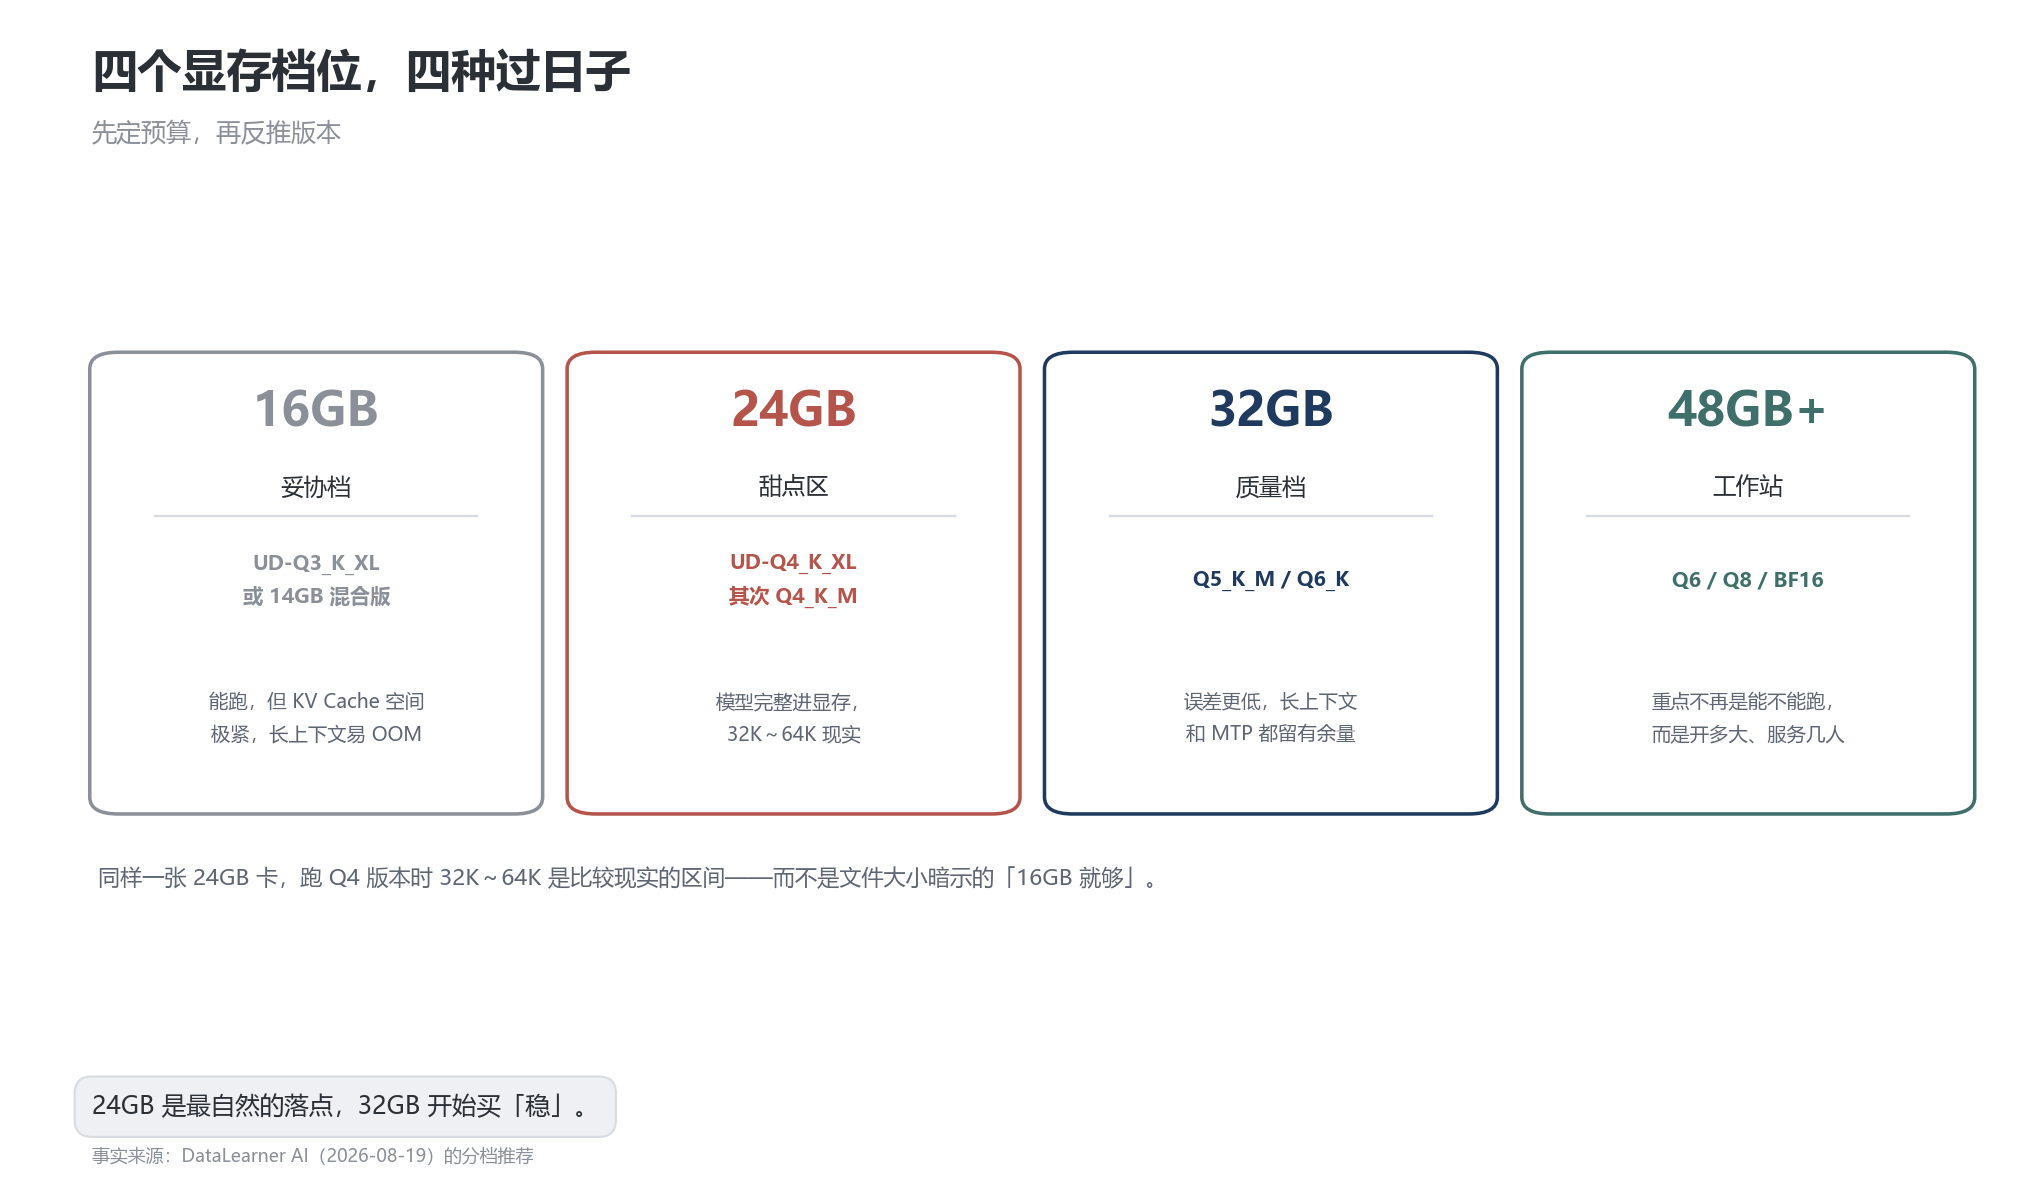 四个显存档位，四种过日子
先定预算，再反推版本
16GB
妥协档
UD-Q3_K_XL
或 14GB 混合版
能跑，但 KV Cache 空间
极紧，长上下文易 OOM
24GB
甜点区
UD-Q4_K_XL
其次 Q4_K_M
模型完整进显存，
32K～64K 现实
32GB
质量档
Q5_K_M / Q6_K
误差更低，长上下文
和 MTP 都留有余量
48GB+
工作站
Q6 / Q8 / BF16
重点不再是能不能跑，
而是开多大、服务几人
同样一张 24GB 卡，跑 Q4 版本时 32K～64K 是比较现实的区间——而不是文件大小暗示的「16GB 就够」。
24GB 是最自然的落点，32GB 开始买「稳」。
事实来源：DataLearner AI（2026-08-19）的分档推荐